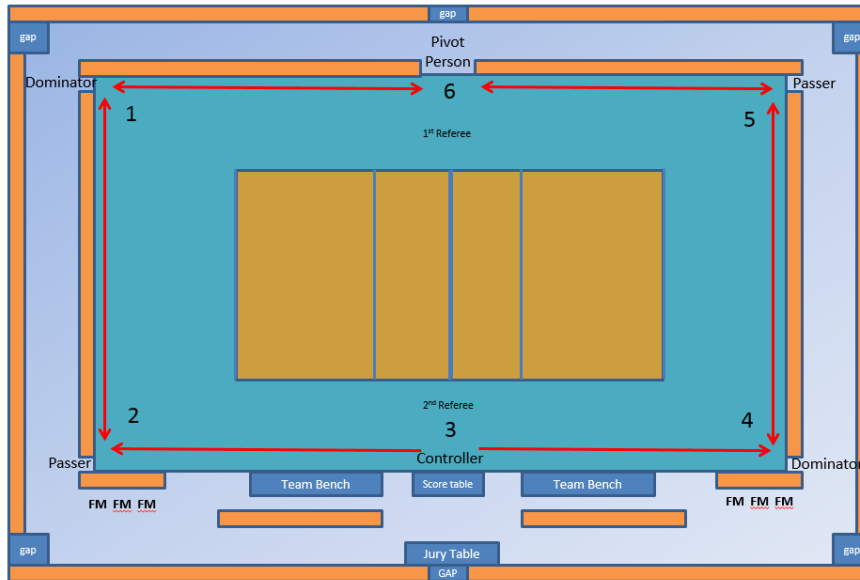 gap
gap
gap
Pivot
Person
Dominator
6
Passer
1
5
1st Referee
2nd Referee
2
3
4
Passer
Controller
Dominator
Team Bench
Score table
Team Bench
FM FM FM
FM FM FM
gap
Jury Table
gap
GAP